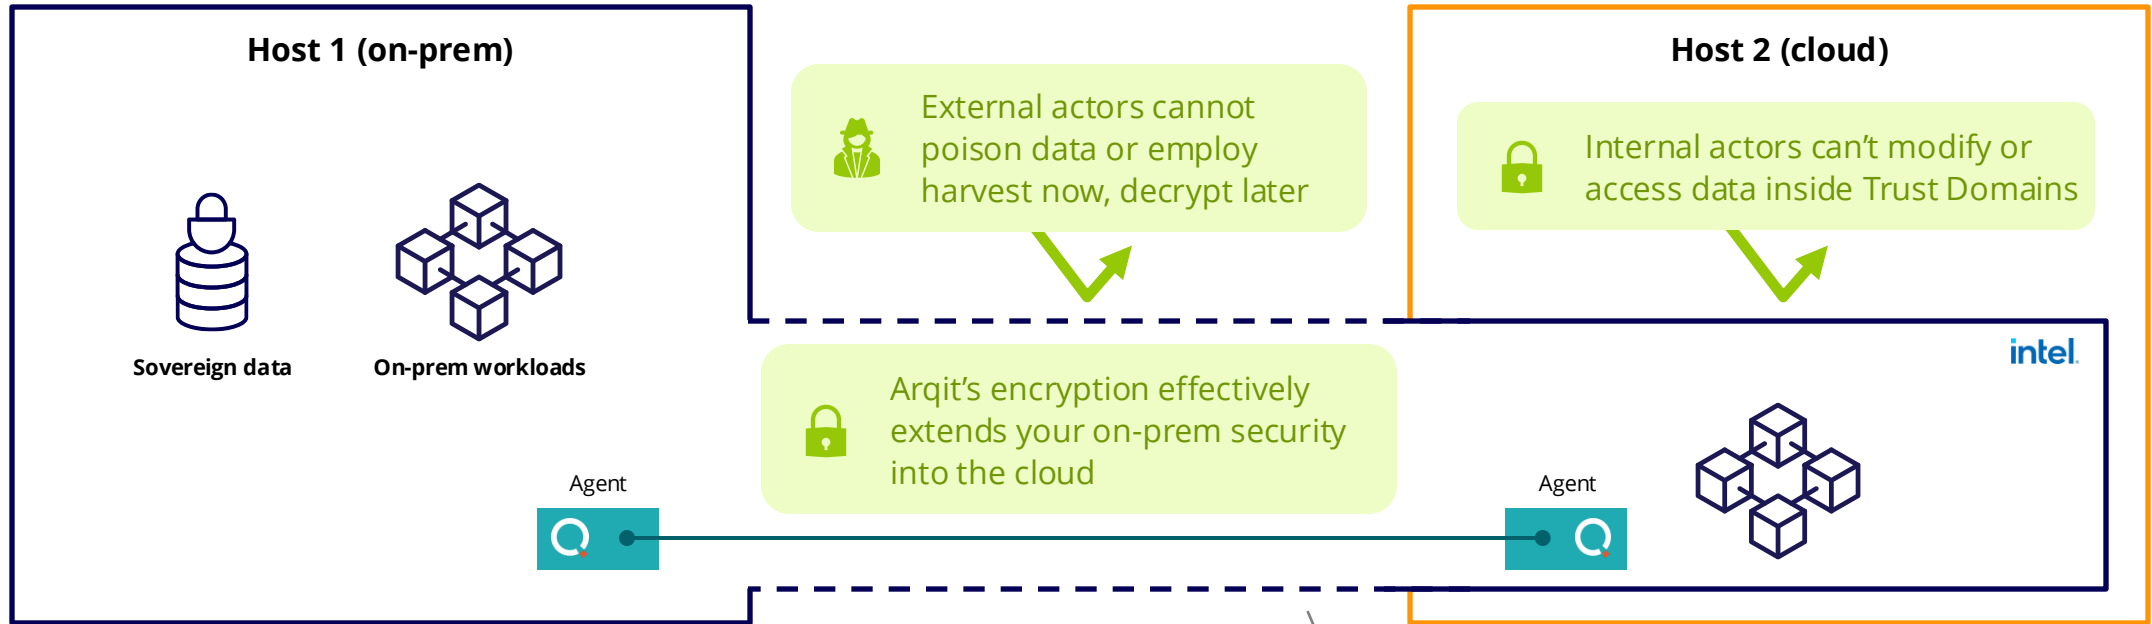 Host 1 (on-prem)
Sovereign data
On-prem workloads
Agent
External actors cannot
poison data or employ
harvest now, decrypt later
Arqit’s encryption effectively
extends your on-prem security
into the cloud
Host 2 (cloud)
Internal actors can’t modify or
access data inside Trust Domains
intel.
Agent